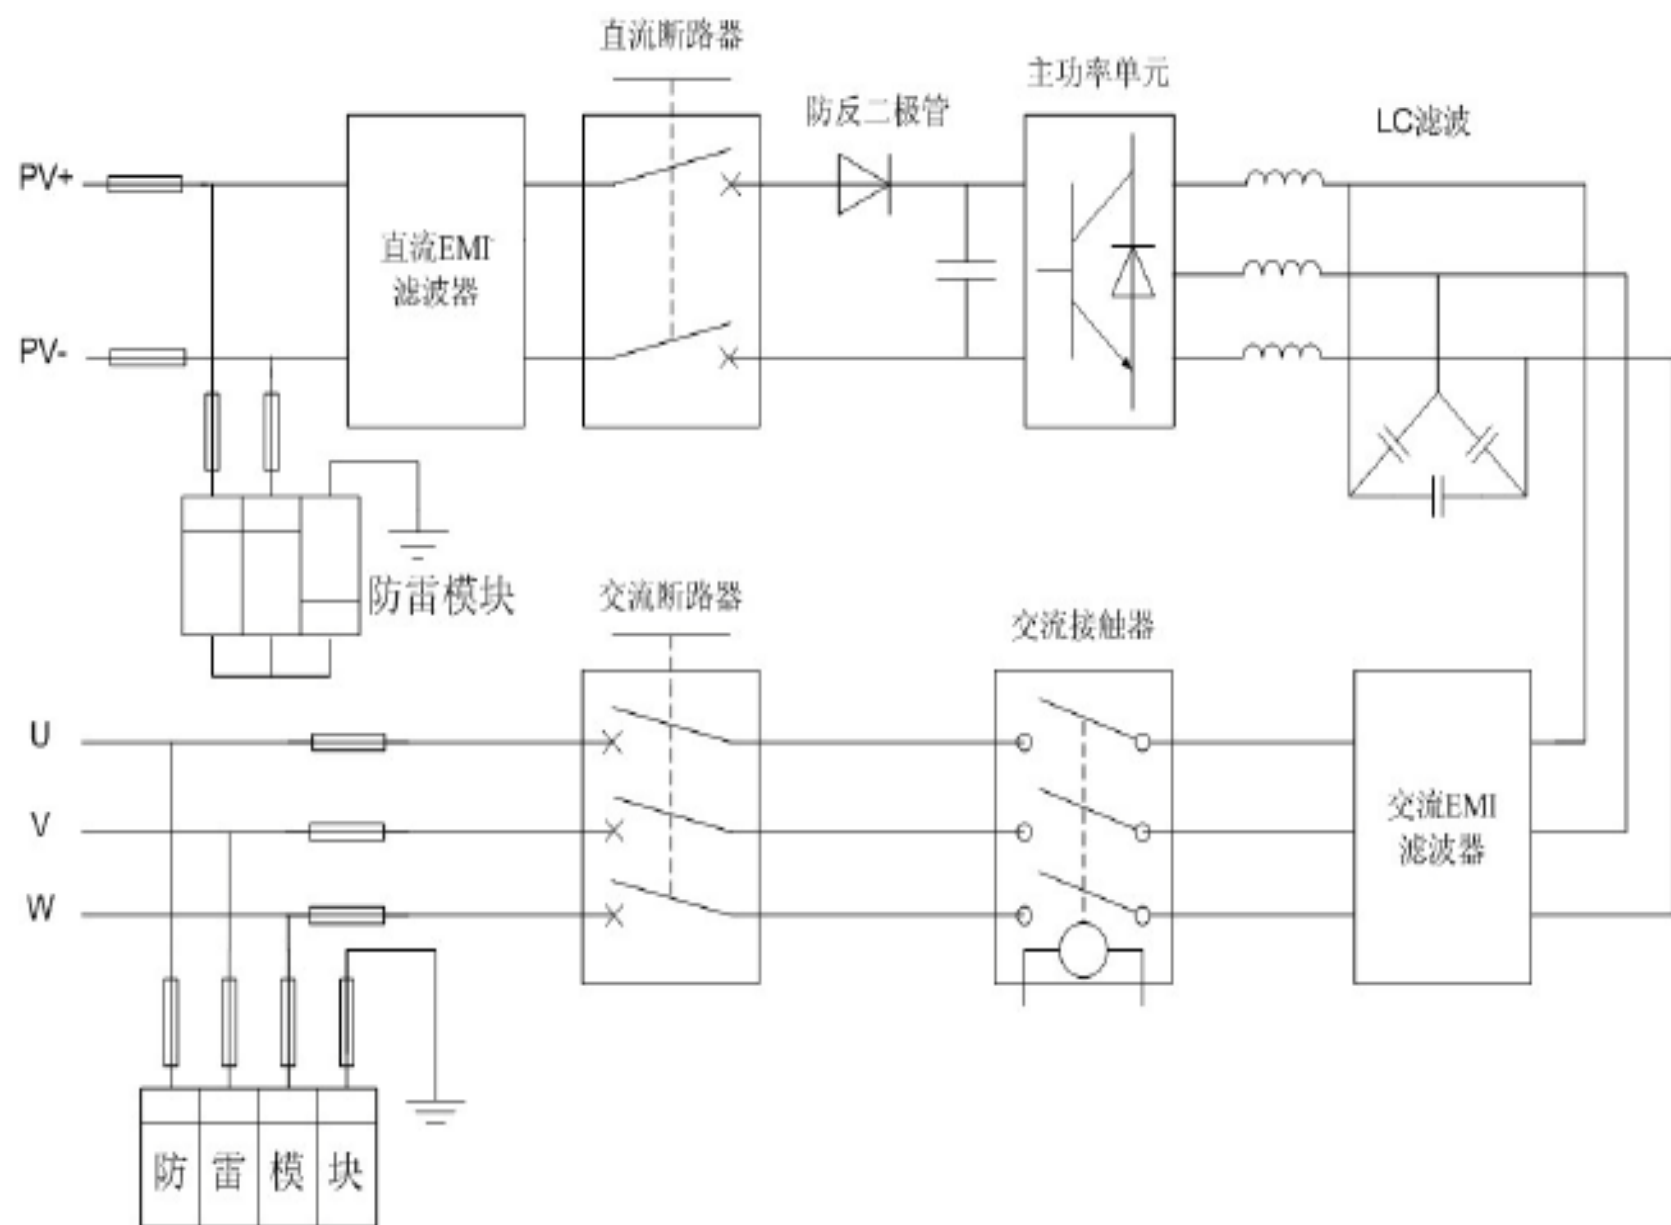 直流断路器
主功率单元
防反二极管
LC滤波
PV+
直流EMI
滤波器
PV-
防雷模块
交流断路器
交流接触器
U
V
交流EMI
滤波器
W
防雷模块